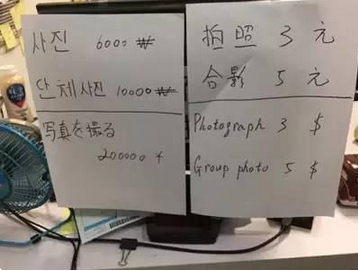 사진 6000 ₩
단체사진 10000 ₩
写真を撮る
200000 ¥
拍照 3 元
合影 5 元
Photograph 3 $
Group photo 5 $